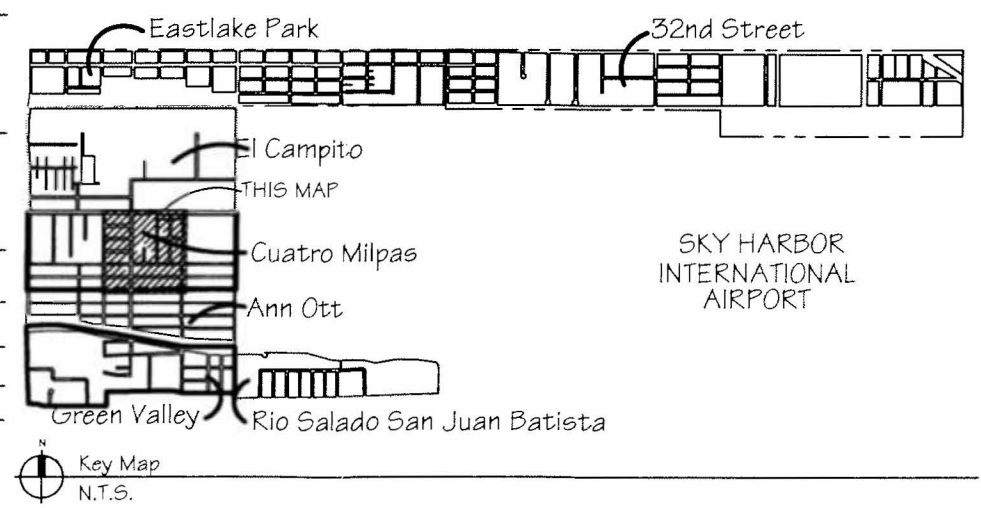 Eastlake Park
32nd Street
El Campito
THIS MAP
Cuatro Milpas
SKY HARBOR
INTERNATIONAL
AIRPORT
Ann Ott
Green Valley
Rio Salado San Juan Batista
N
Key Map
N.T.S.